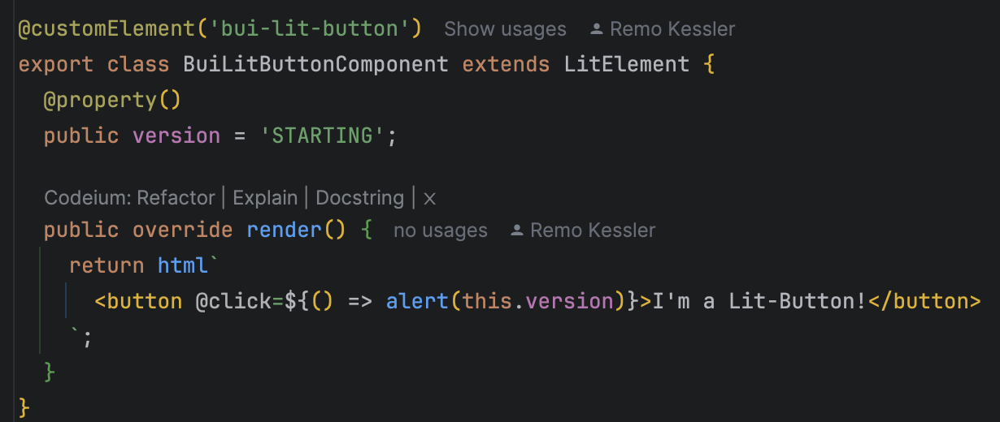 @customElement('bui-lit-button') Show usages Remo Kessler
export class BuiLitButtonComponent extends LitElement {
@property()
public version = 'STARTING';
Codeium: Refactor | Explain | Docstring | ×
public override render() { no usages Remo Kessler
return html`
<button @click=${() => alert(this.version)}>I'm a Lit-Button!</button>
`;
}
}